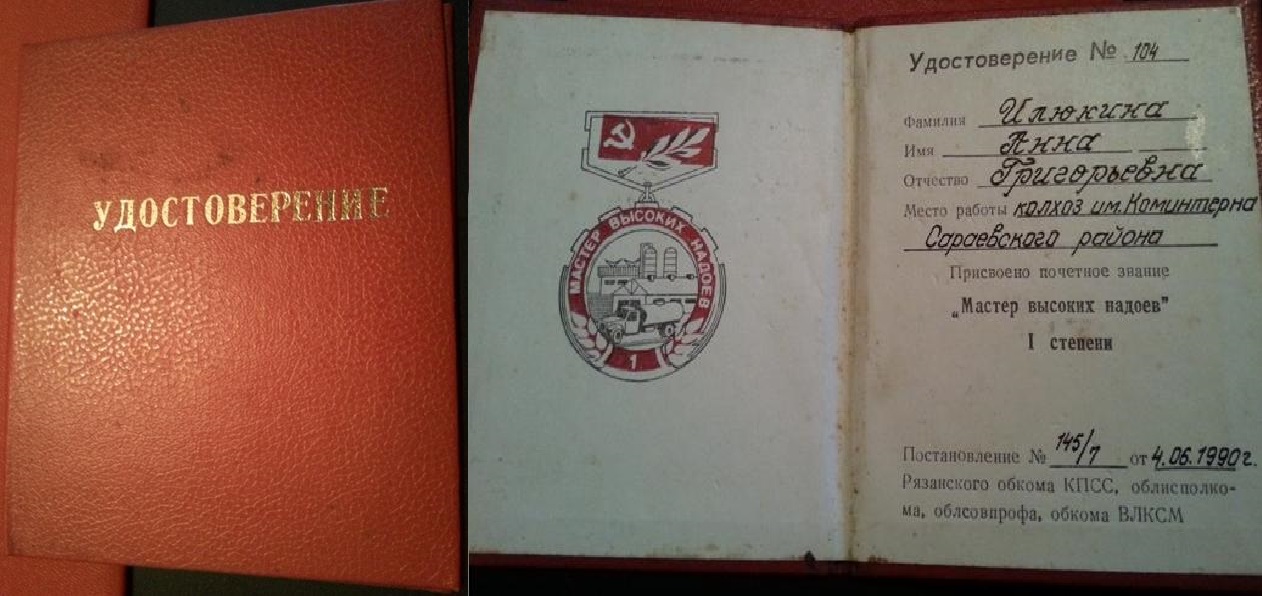 УДОСТОВЕРЕНИЕ
МАСТЕР ВЫСОКИХ НАДОЕВ
1
Удостоверение № 104
Фамилия Илюкина
Имя Анна
Отчество Григорьевна
Место работы колхоз им. Коминтерна
Сараевского района
Присвоено почетное звание
„Мастер высоких надоев"
I степени
Постановление № 145/7 от 4.06.1990г.
Рязанского обкома КПСС, облисполко-
ма, облсовпрофа, обкома ВЛКСМ